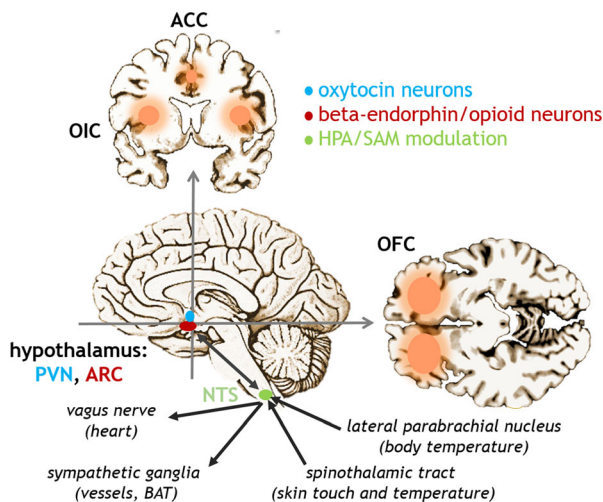 ACC
oxytocin neurons
beta-endorphin/opioid neurons
HPA/SAM modulation
OIC
OFC
hypothalamus:
PVN, ARC
NTS
vagus nerve
(heart)
lateral parabrachial nucleus
(body temperature)
sympathetic ganglia
(vessels, BAT)
spinothalamic tract
(skin touch and temperature)